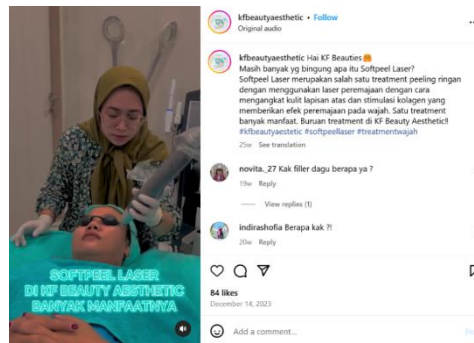 kfbeautyaesthetic • Follow
Original audio
kfbeautyaesthetic Hai KF Beauties
Masih banyak yg bingung apa itu Softpeel Laser?
Softpeel Laser merupakan salah satu treatment peeling ringan
dengan menggunakan laser peremajaan dengan cara
mengangkat kulit lapisan atas dan stimulasi kolagen yang
memberikan efek peremajaan pada wajah. Satu treatment
banyak manfaat. Buruan treatment di KF Beauty Aesthetic!!
#kfbeautyaestetic #softpeellaser #treatmentwajah
25w See translation
novita._27 Kak filler dagu berapa ya ?
19w Reply
View replies (1)
indirashofia Berapa kak ?!
20w Reply
84 likes
December 14, 2023
Add a comment...
SOFTPEEL LASER
DI KF BEAUTY AESTHETIC
BANYAK MANFAATNYA